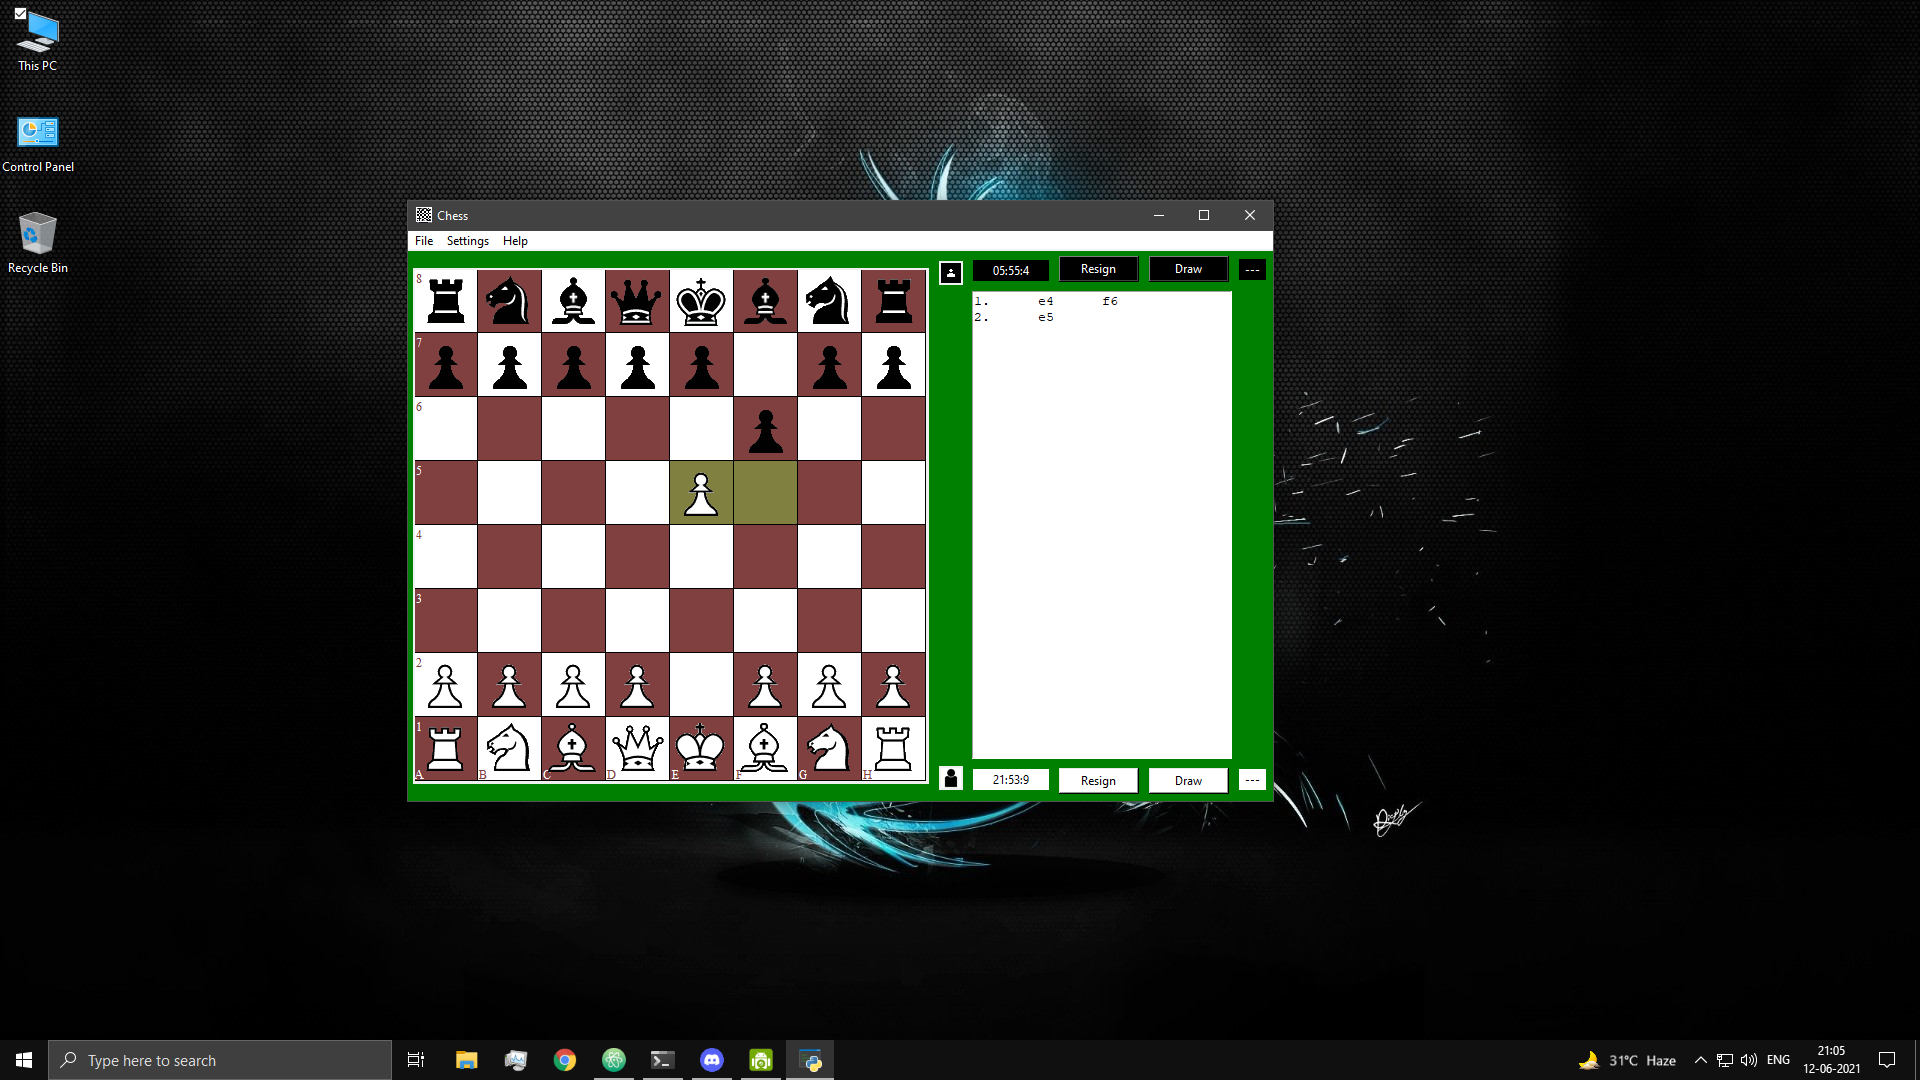 This PC
Control Panel
Recycle Bin
Chess
File Settings Help
05:55:4 Resign Draw ---
1. e4 f6
2. e5
8
7
6
5
4
3
2
1
A B C D E F G H
21:53:9 Resign Draw ---
Type here to search
31°C Haze
ENG
21:05
12-06-2021